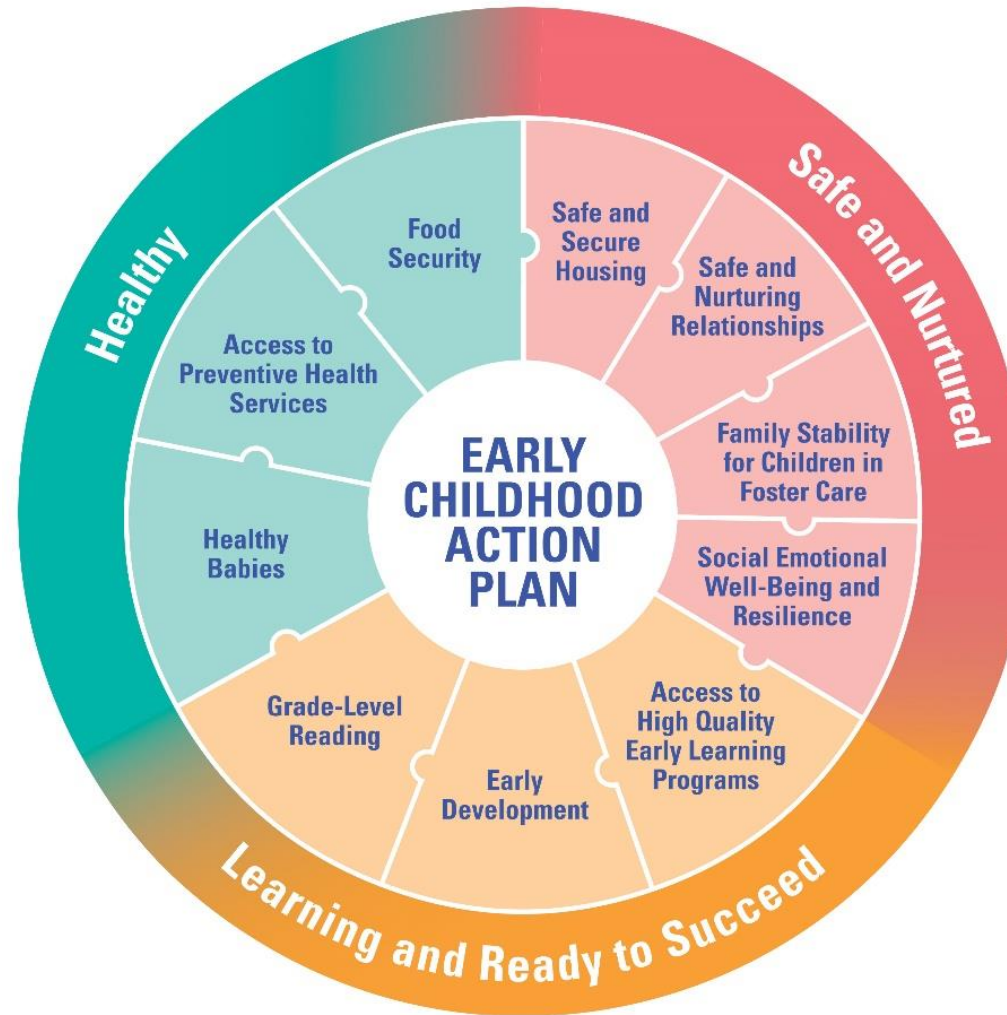 EARLY
CHILDHOOD
ACTION
PLAN
Healthy
Food
Security
Access to
Preventive Health
Services
Healthy
Babies
Safe and Nurtured
Safe and
Secure
Housing
Safe and
Nurturing
Relationships
Family Stability
for Children in
Foster Care
Social Emotional
Well-Being and
Resilience
Learning and Ready to Succeed
Access to
High Quality
Early Learning
Programs
Early
Development
Grade-Level
Reading